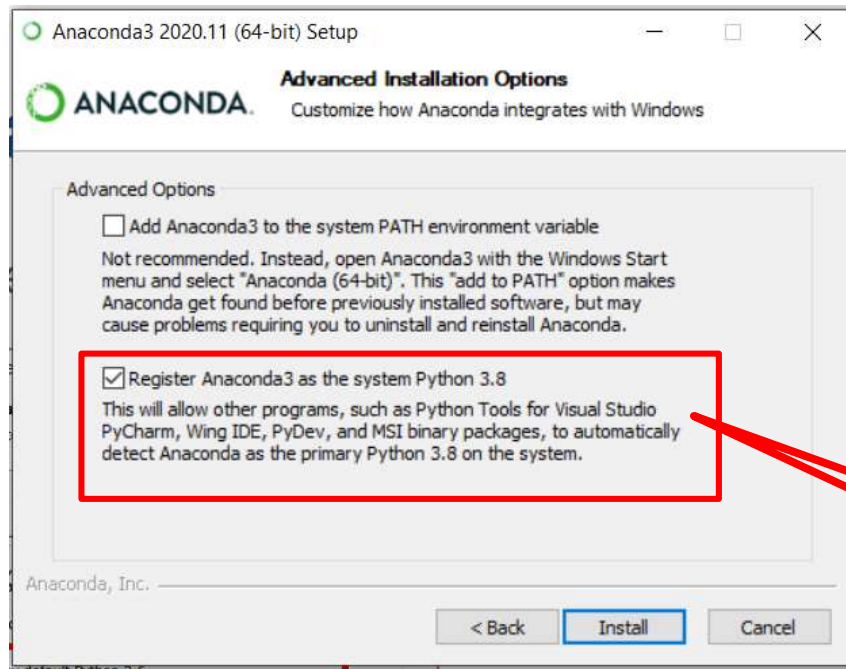 Anaconda3 2020.11 (64-bit) Setup
ANACONDA.
Advanced Installation Options
Customize how Anaconda integrates with Windows
Advanced Options
Add Anaconda3 to the system PATH environment variable
Not recommended. Instead, open Anaconda3 with the Windows Start
menu and select "Anaconda (64-bit)". This "add to PATH" option makes
Anaconda get found before previously installed software, but may
cause problems requiring you to uninstall and reinstall Anaconda.
Register Anaconda3 as the system Python 3.8
This will allow other programs, such as Python Tools for Visual Studio
PyCharm, Wing IDE, PyDev, and MSI binary packages, to automatically
detect Anaconda as the primary Python 3.8 on the system.
Anaconda, Inc.
< Back
Install
Cancel